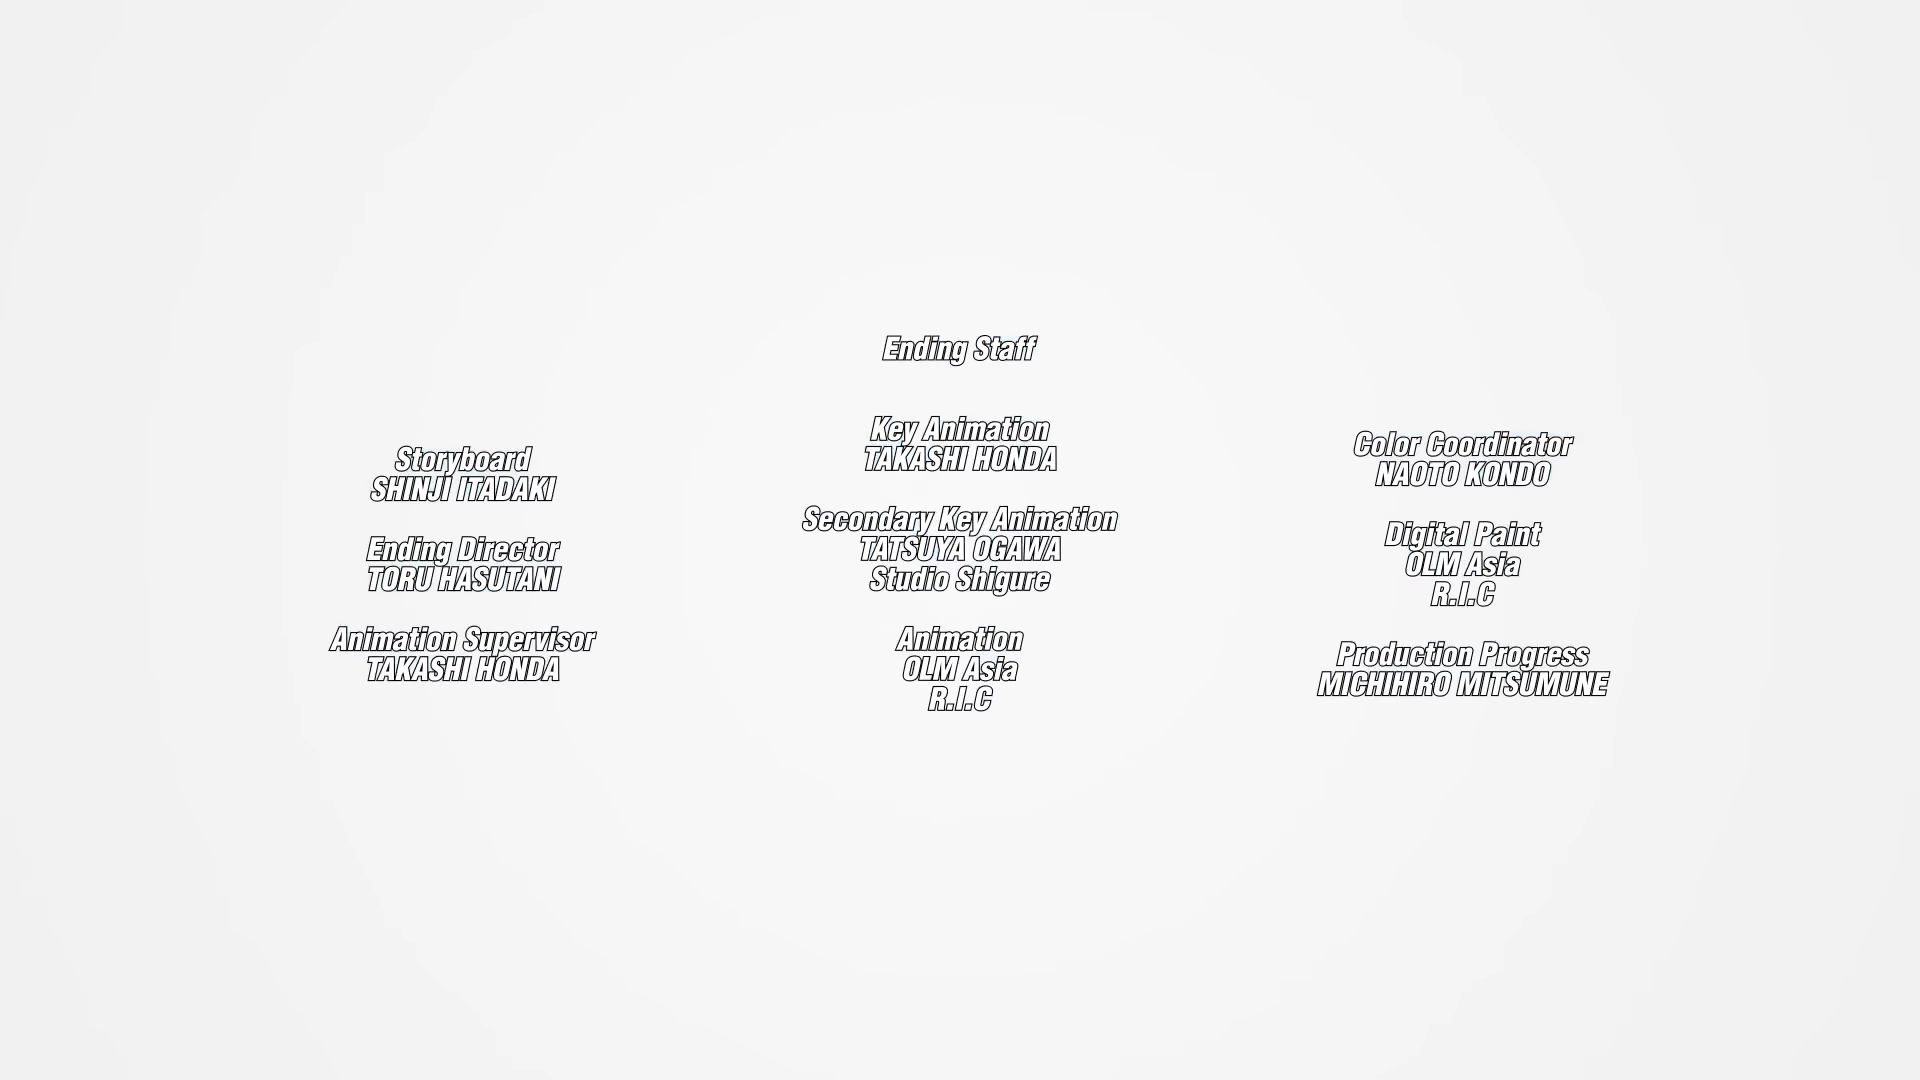 Ending Staff
Storyboard
SHINJI ITADAKI
Ending Director
TORU HASUTANI
Animation Supervisor
TAKASHI HONDA
Key Animation
TAKASHI HONDA
Secondary Key Animation
TATSUYA OGAWA
Studio Shigure
Animation
OLM Asia
R.I.C
Color Coordinator
NAOTO KONDO
Digital Paint
OLM Asia
R.I.C
Production Progress
MICHIHIRO MITSUMUNE